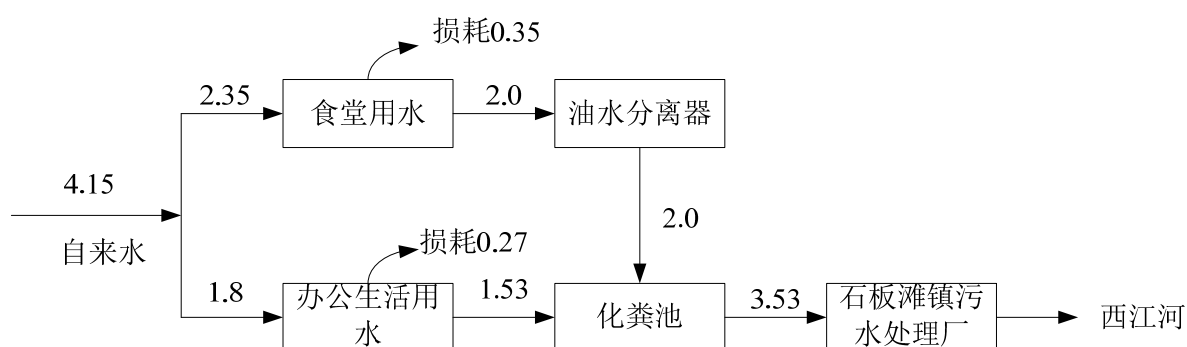 损耗0.35
2.35
食堂用水
2.0
油水分离器
4.15
自来水
2.0
损耗0.27
1.8
办公生活用
水
1.53
化粪池
3.53
石板滩镇污
水处理厂
西江河